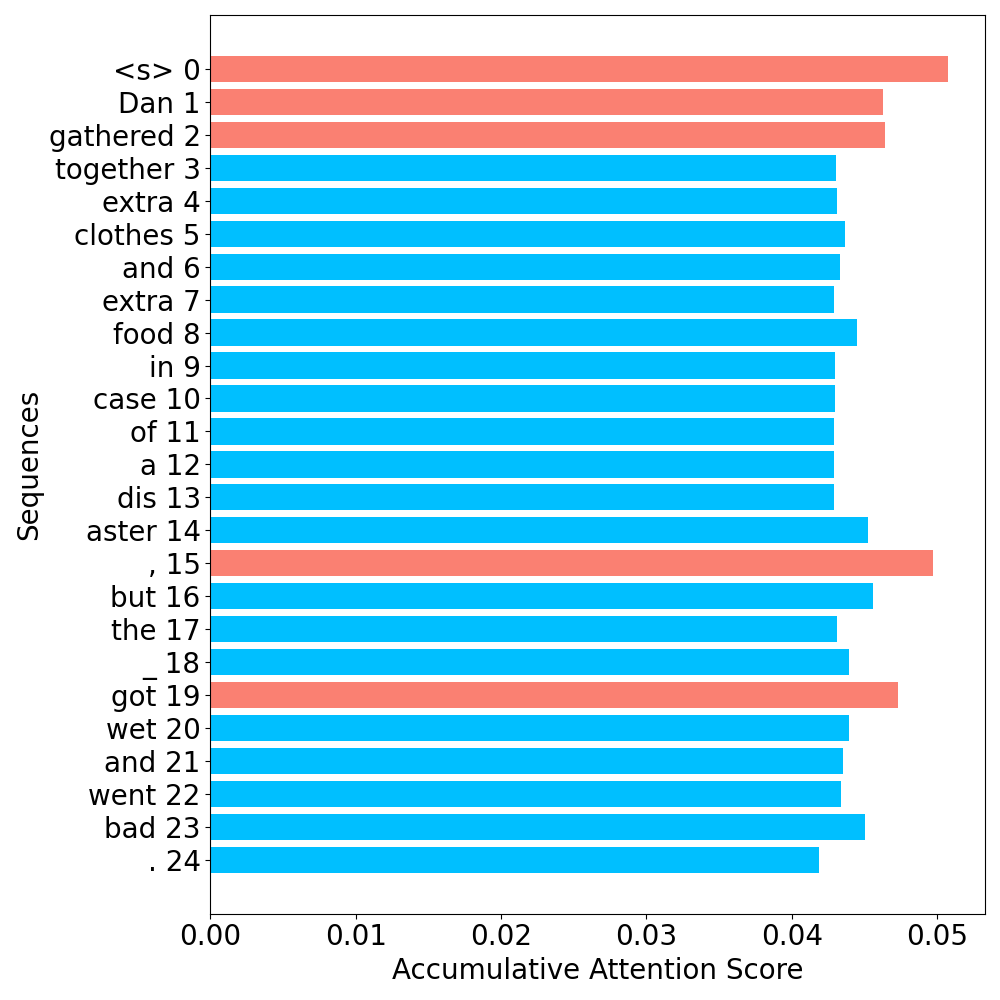 <s> 0
Dan 1
gathered 2
together 3
extra 4
clothes 5
and 6
extra 7
food 8
in 9
case 10
of 11
a 12
dis 13
aster 14
, 15
but 16
the 17
_ 18
got 19
wet 20
and 21
went 22
bad 23
. 24
Sequences
0.00 0.01 0.02 0.03 0.04 0.05
Accumulative Attention Score